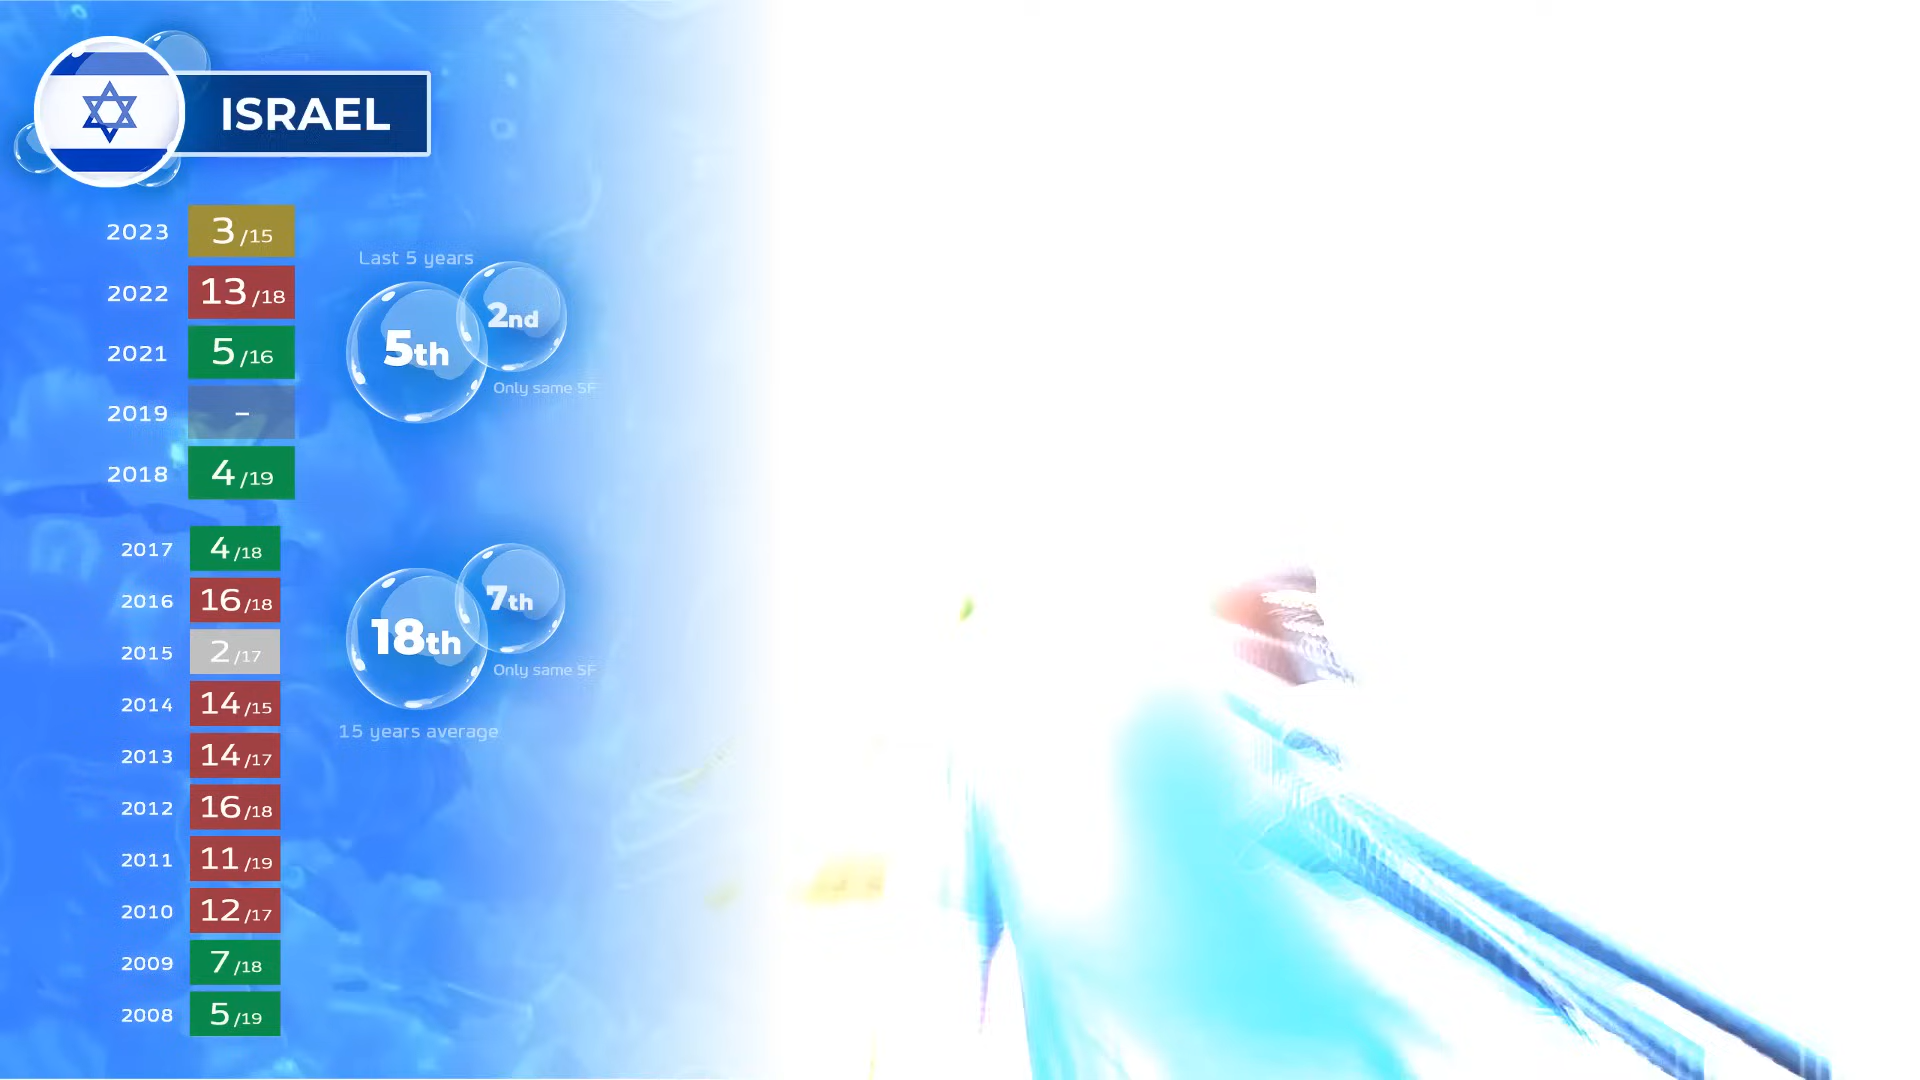 ISRAEL
2023 3/15
2022 13/18
2021 5/16
2019 –
2018 4/19
Last 5 years
5th
2nd
Only same SF
2017 4/18
2016 16/18
2015 2/17
2014 14/15
2013 14/17
2012 16/18
2011 11/19
2010 12/17
2009 7/18
2008 5/19
18th
7th
Only same SF
15 years average